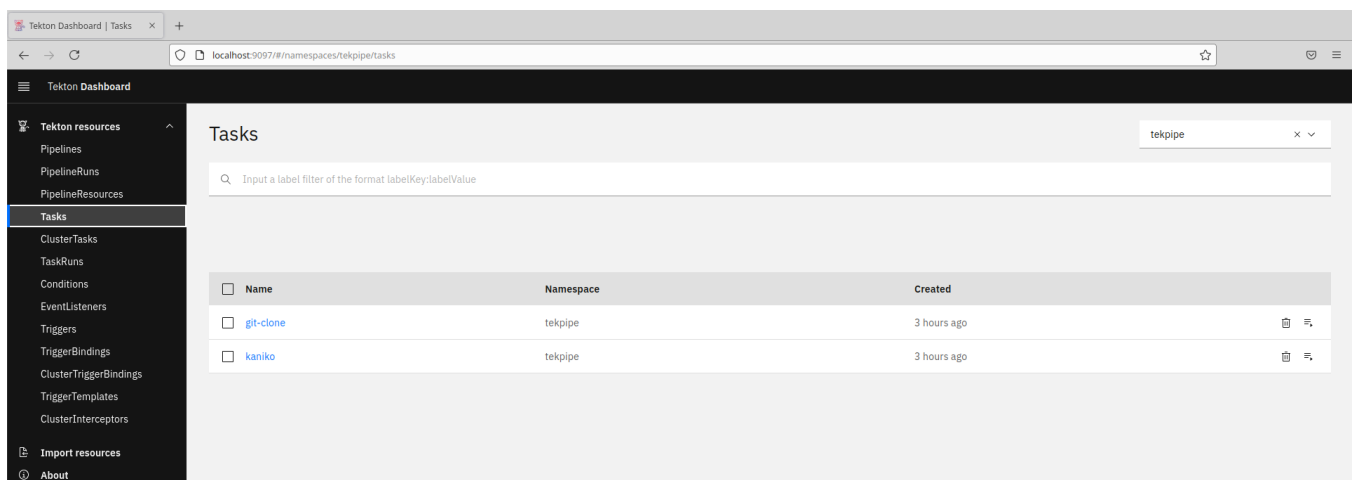 Tekton Dashboard | Tasks
localhost:9097/#/namespaces/tekpipe/tasks
Tekton Dashboard
Tekton resources
Pipelines
PipelineRuns
PipelineResources
Tasks
ClusterTasks
TaskRuns
Conditions
EventListeners
Triggers
TriggerBindings
ClusterTriggerBindings
TriggerTemplates
ClusterInterceptors
Import resources
About
Tasks
tekpipe
Input a label filter of the format labelKey:labelValue
Name Namespace Created
git-clone tekpipe 3 hours ago
kaniko tekpipe 3 hours ago